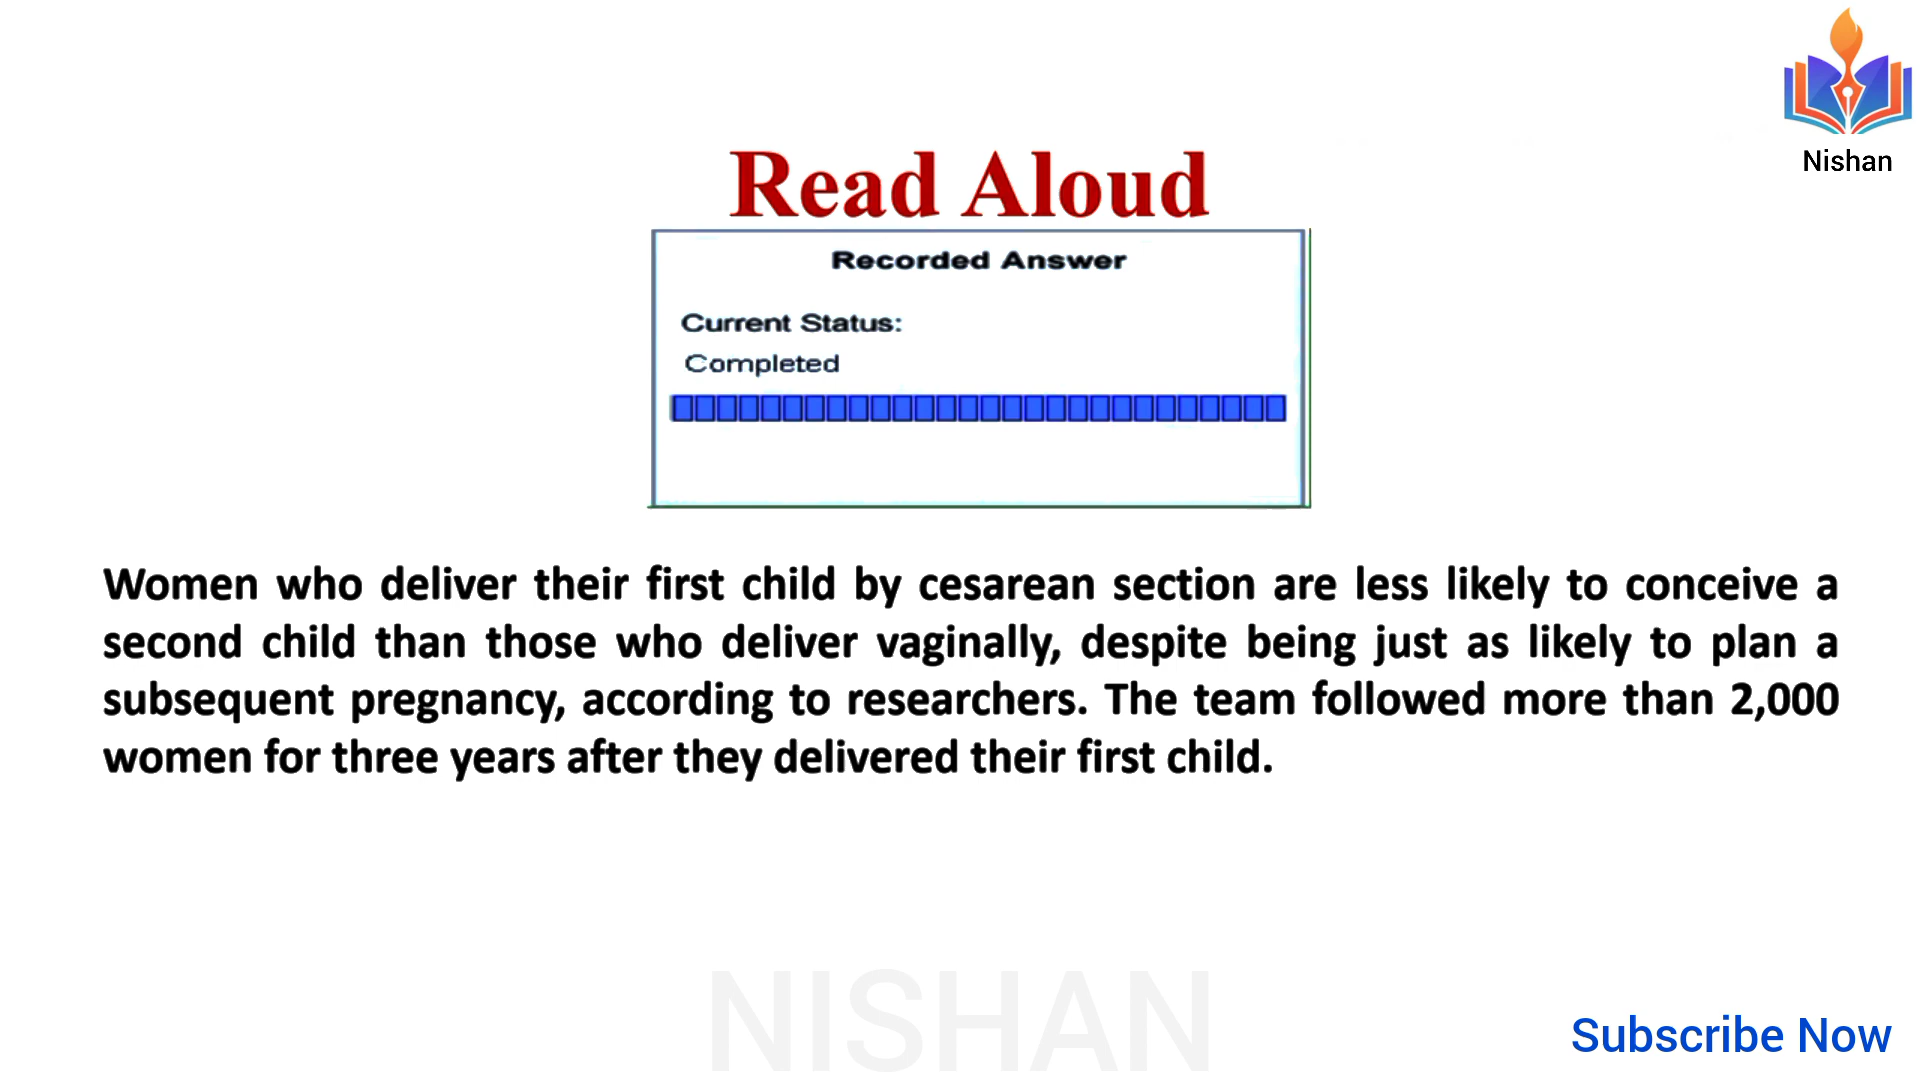 Nishan
Read Aloud
Recorded Answer
Current Status:
Completed
Women who deliver their first child by cesarean section are less likely to conceive a
second child than those who deliver vaginally, despite being just as likely to plan a
subsequent pregnancy, according to researchers. The team followed more than 2,000
women for three years after they delivered their first child.
NISHAN
Subscribe Now